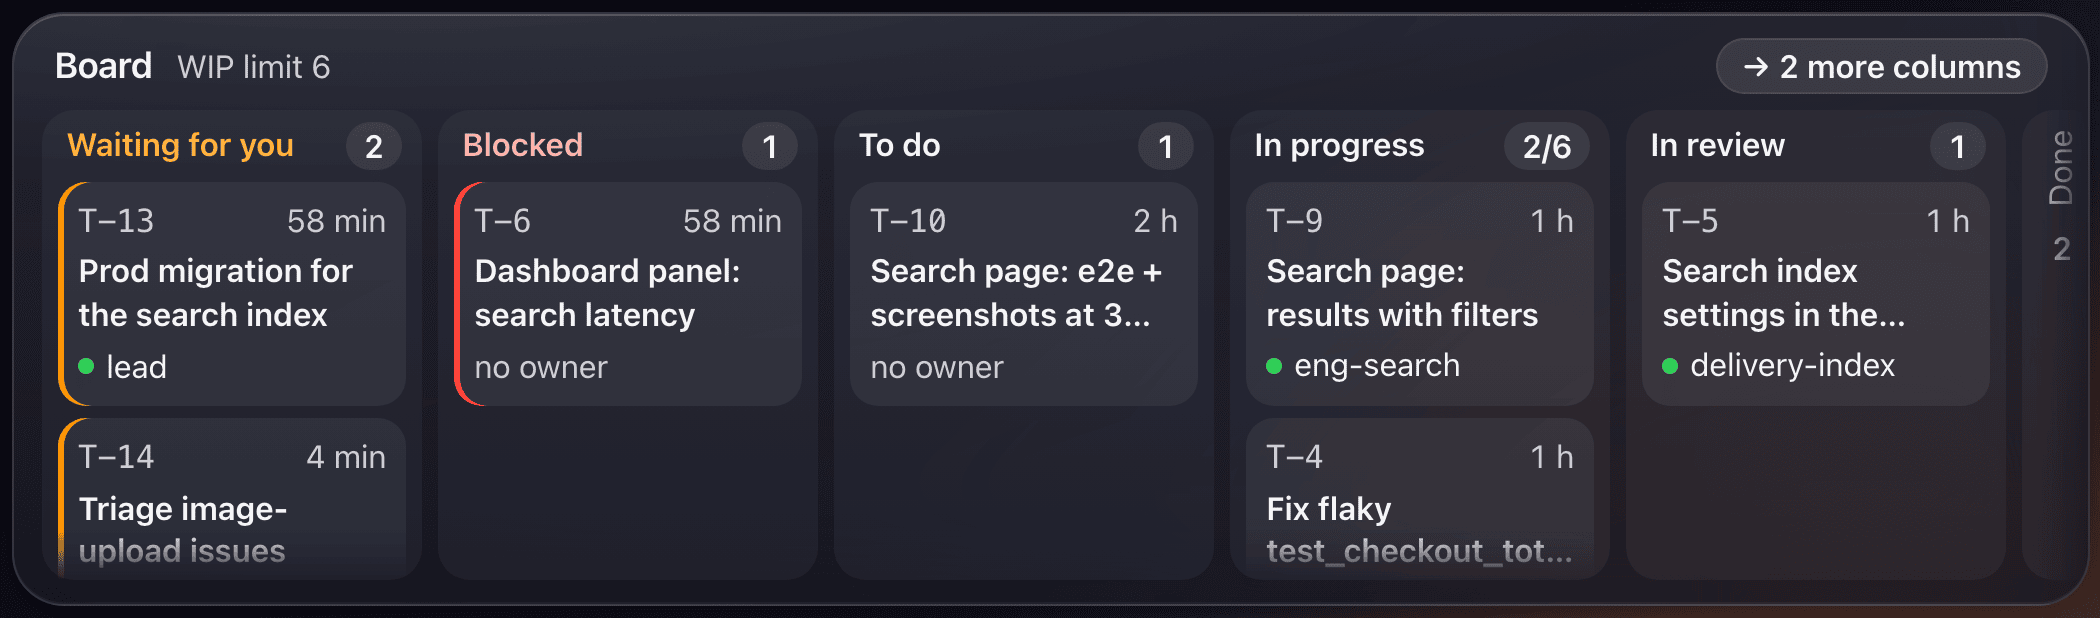 Board WIP limit 6
→ 2 more columns
Waiting for you 2
T–13 58 min
Prod migration for
the search index
lead
T–14 4 min
Triage image-
upload issues
Blocked 1
T–6 58 min
Dashboard panel:
search latency
no owner
To do 1
T–10 2 h
Search page: e2e +
screenshots at 3...
no owner
In progress 2/6
T–9 1 h
Search page:
results with filters
eng-search
T–4 1 h
Fix flaky
test_checkout_tot...
In review 1
T–5 1 h
Search index
settings in the...
delivery-index
Done 2